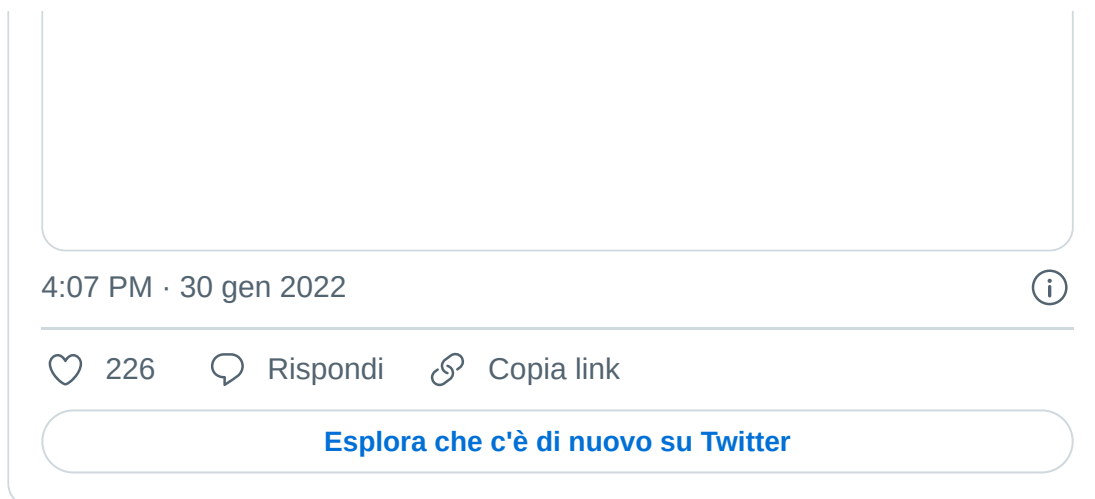 4:07 PM · 30 gen 2022
226 Rispondi Copia link
Esplora che c'è di nuovo su Twitter